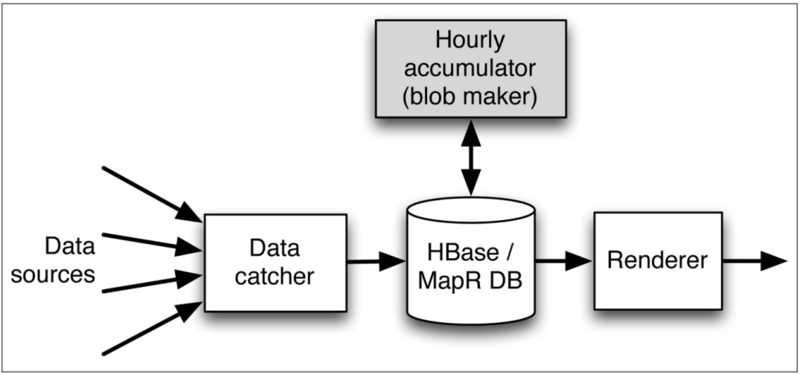 Hourly
accumulator
(blob maker)
Data
sources
Data
catcher
HBase /
MapR DB
Renderer